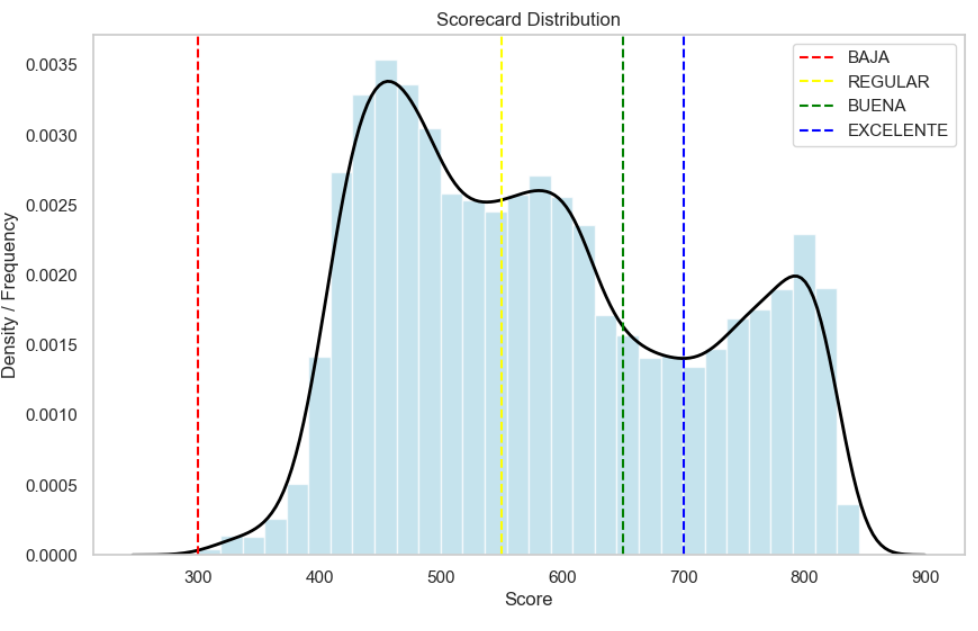 Scorecard Distribution
BAJA
REGULAR
BUENA
EXCELENTE
Density / Frequency
0.0035
0.0030
0.0025
0.0020
0.0015
0.0010
0.0005
0.0000
300 400 500 600 700 800 900
Score